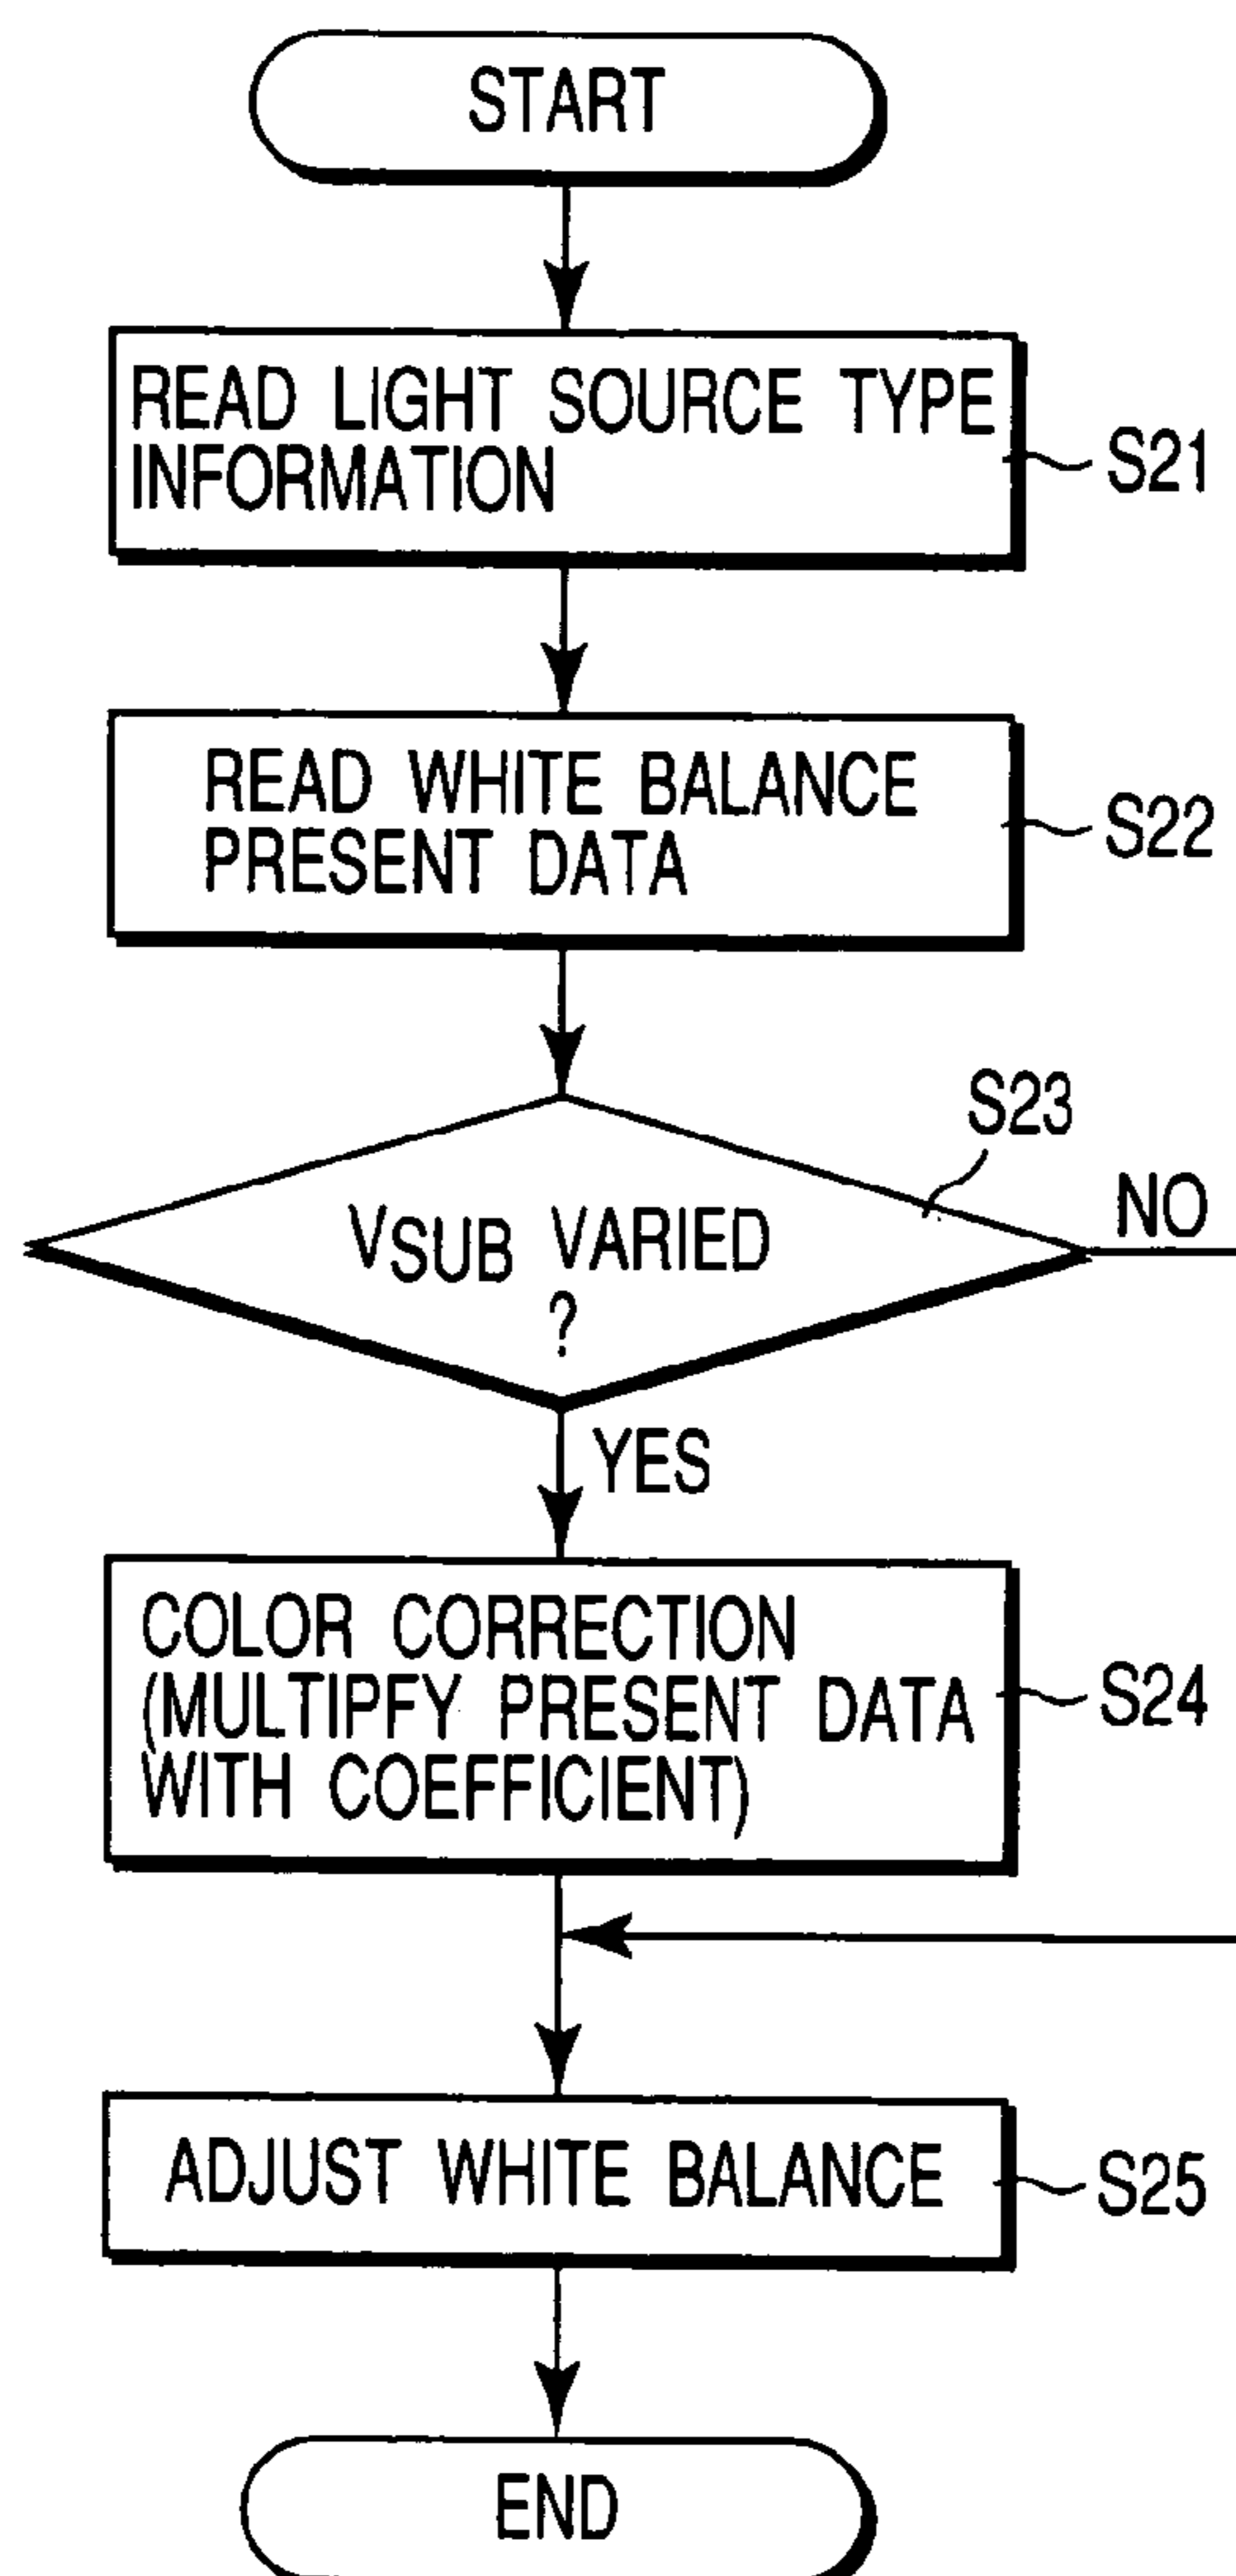 START
READ LIGHT SOURCE TYPE
INFORMATION
S21
READ WHITE BALANCE
PRESENT DATA
S22
S23
VSUB VARIED
?
NO
YES
COLOR CORRECTION
(MULTIPFY PRESENT DATA
WITH COEFFICIENT)
S24
ADJUST WHITE BALANCE
S25
END